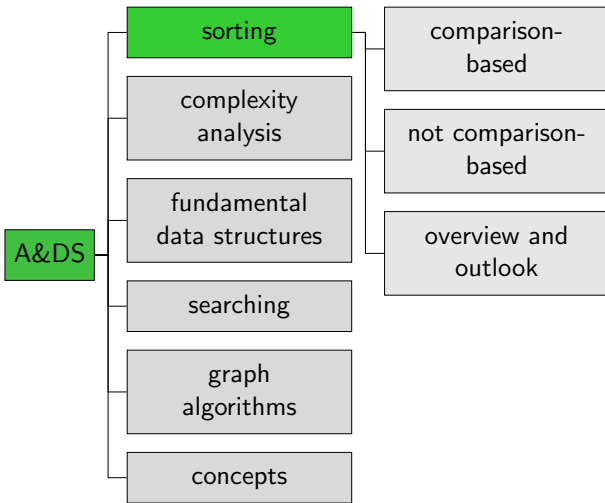 A&DS
sorting
complexity
analysis
fundamental
data structures
searching
graph
algorithms
concepts
comparison-
based
not comparison-
based
overview and
outlook